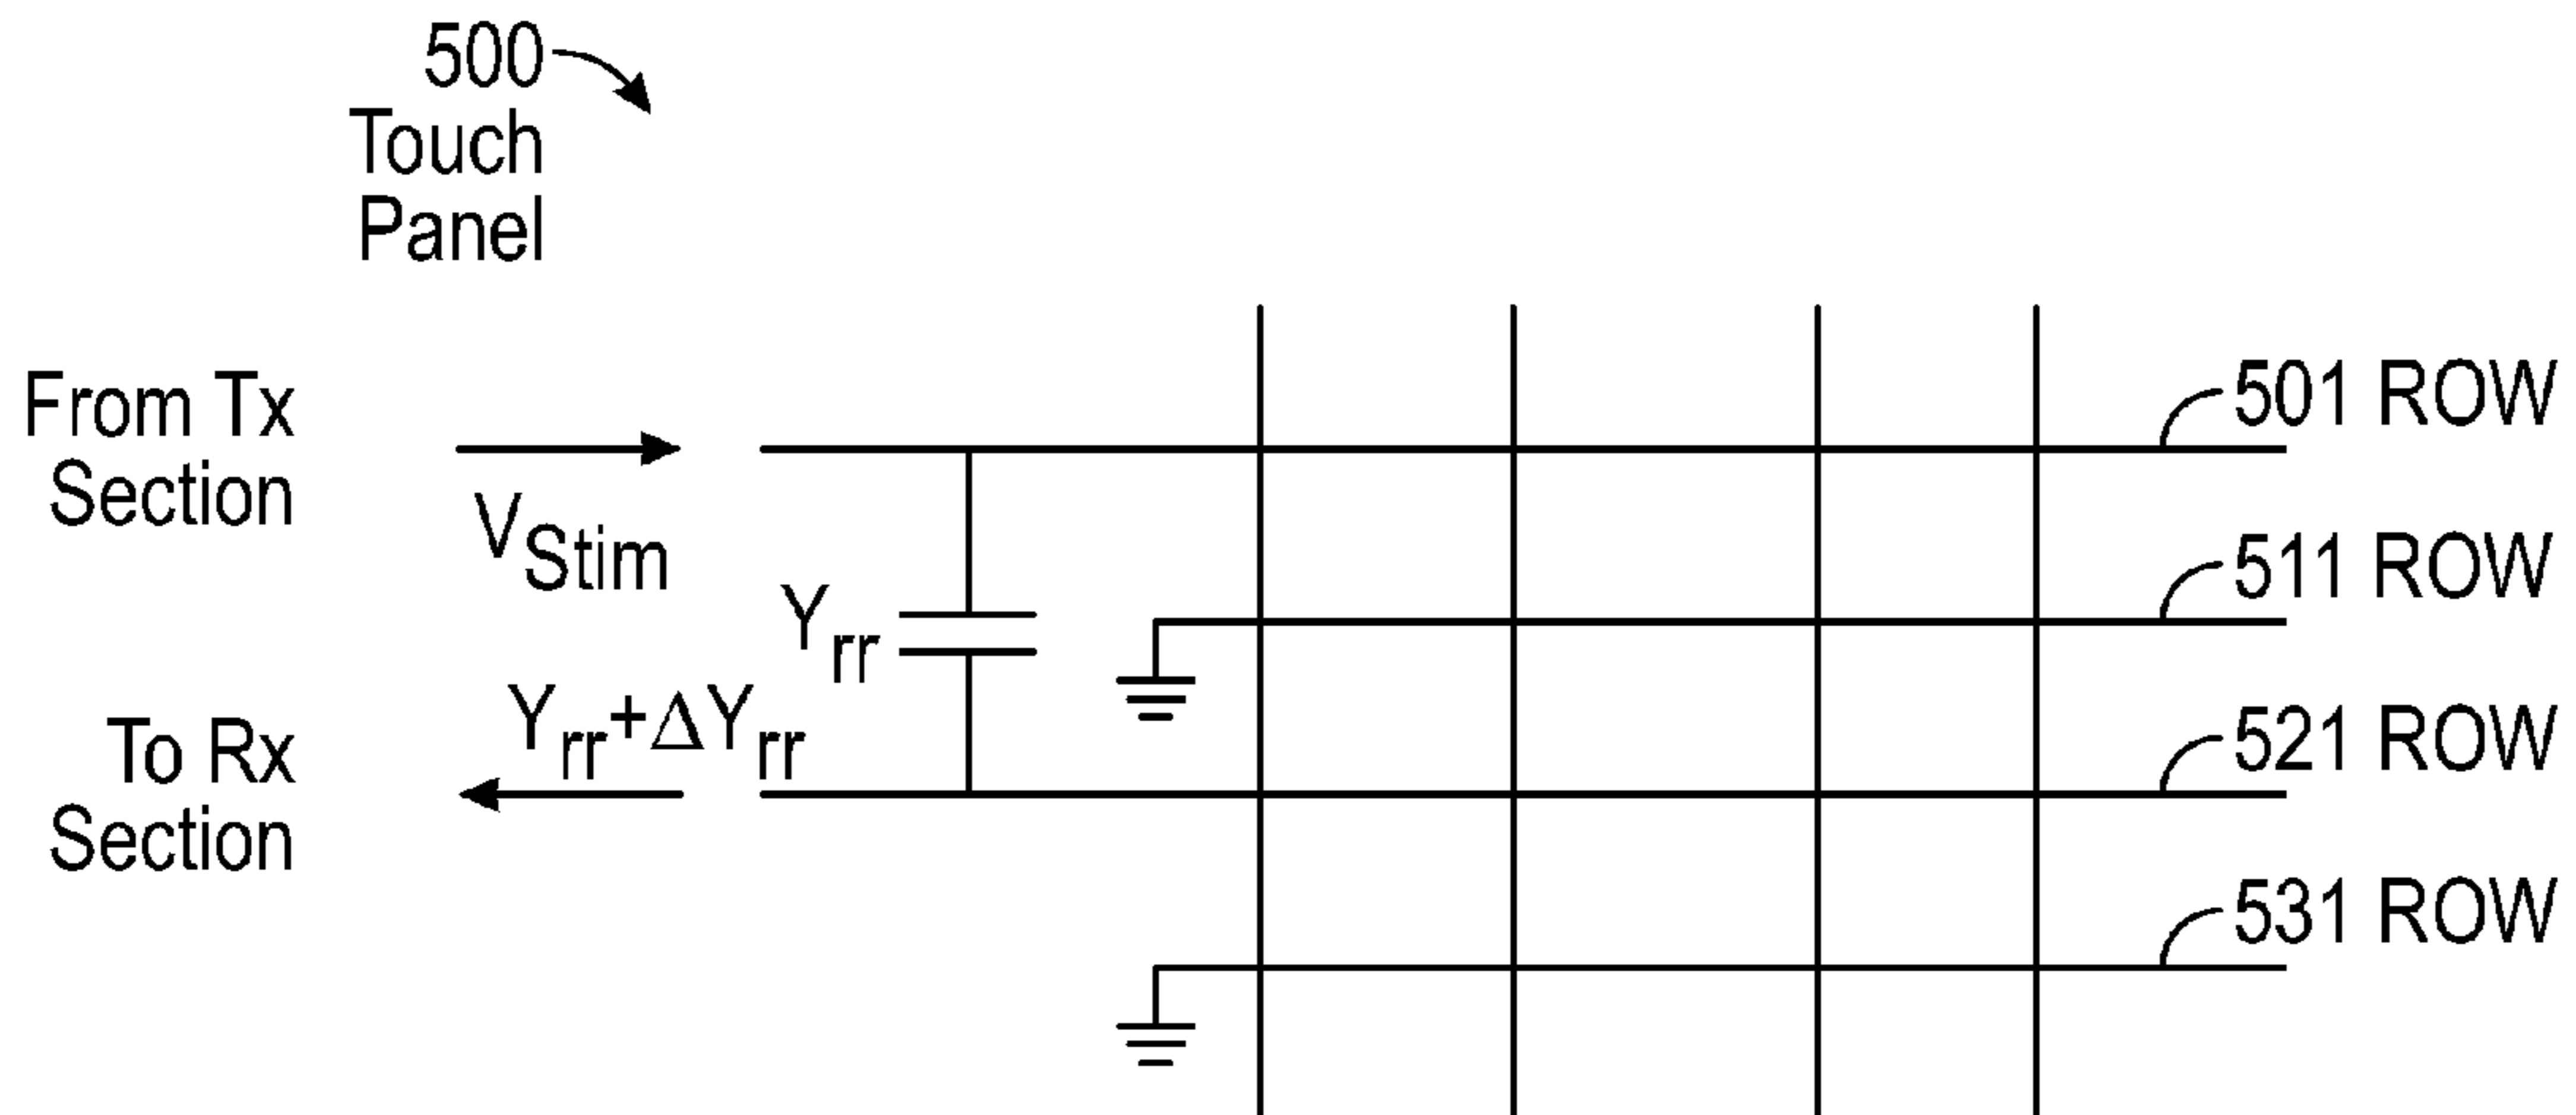 500
Touch
Panel
From Tx
Section
VStim
Yrr
Yrr+ΔYrr
To Rx
Section
501 ROW
511 ROW
521 ROW
531 ROW